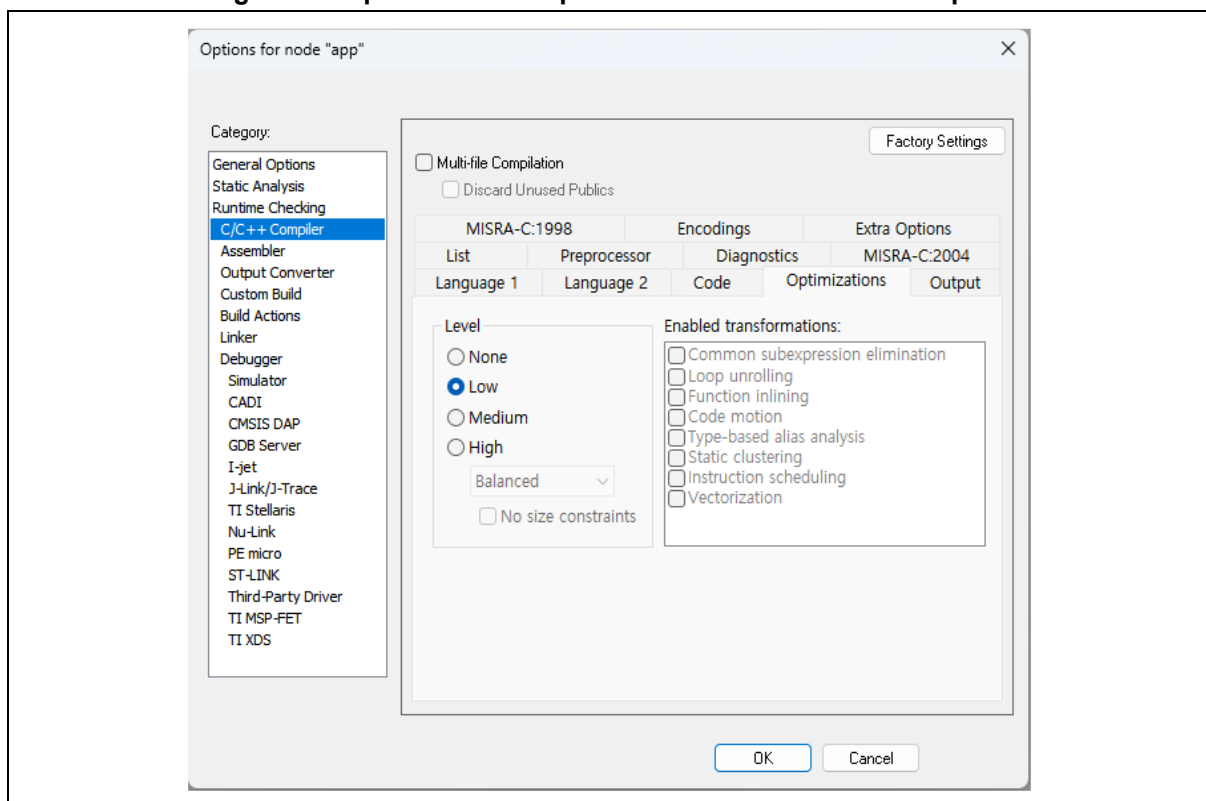 Options for node "app"
Category:
General Options
Static Analysis
Runtime Checking
C/C++ Compiler
Assembler
Output Converter
Custom Build
Build Actions
Linker
Debugger
Simulator
CADI
CMSIS DAP
GDB Server
I-jet
J-Link/J-Trace
TI Stellaris
Nu-Link
PE micro
ST-LINK
Third-Party Driver
TI MSP-FET
TI XDS
Factory Settings
Multi-file Compilation
Discard Unused Publics
MISRA-C:1998 Encodings Extra Options
List Preprocessor Diagnostics MISRA-C:2004
Language 1 Language 2 Code Optimizations Output
Level
None
Low
Medium
High
Balanced
No size constraints
Enabled transformations:
Common subexpression elimination
Loop unrolling
Function inlining
Code motion
Type-based alias analysis
Static clustering
Instruction scheduling
Vectorization
OK Cancel